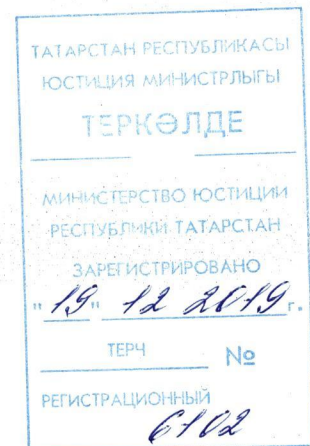 ТАТАРСТАН РЕСПУБЛИКАСЫ
ЮСТИЦИЯ МИНИСТРЛЫГЫ
ТЕРКӘЛДЕ
МИНИСТЕРСТВО ЮСТИЦИИ
РЕСПУБЛИКИ ТАТАРСТАН
ЗАРЕГИСТРИРОВАНО
"19" 12 2019 г.
ТЕРЧ №
РЕГИСТРАЦИОННЫЙ
6102